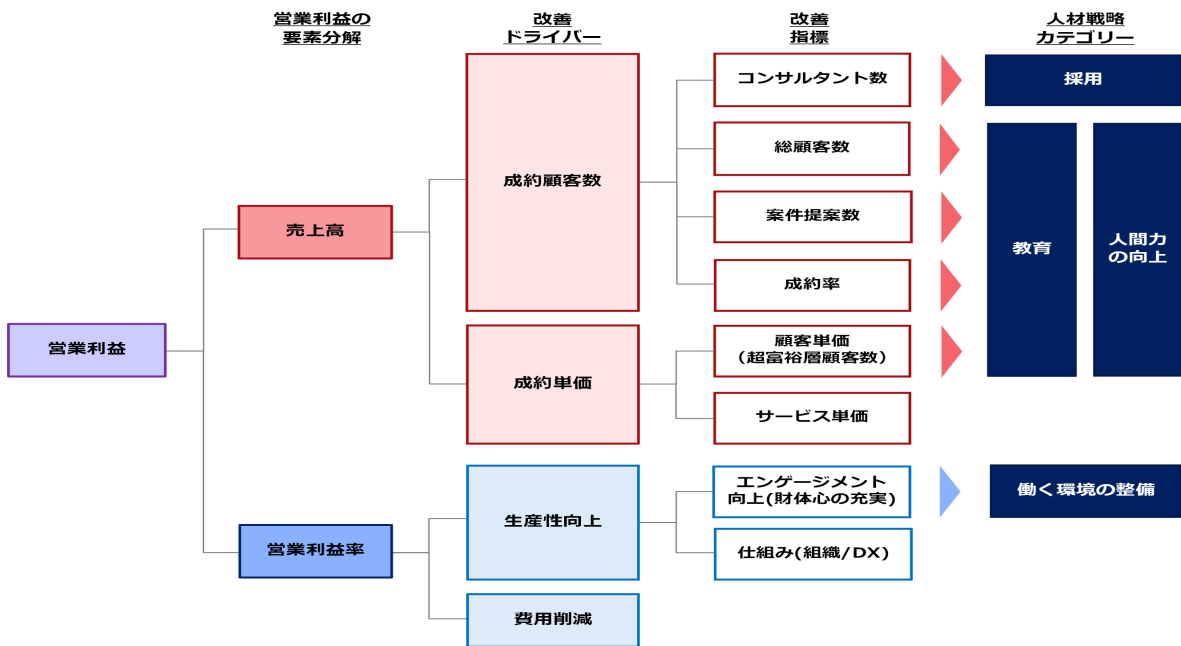 営業利益の
要素分解
改善
ドライバー
改善
指標
人材戦略
カテゴリー
コンサルタント数
採用
総顧客数
成約顧客数
案件提案数
売上高
教育
人間力
の向上
成約率
営業利益
顧客単価
(超富裕層顧客数)
成約単価
サービス単価
エンゲージメント
向上(財体心の充実)
働く環境の整備
生産性向上
営業利益率
仕組み(組織/DX)
費用削減